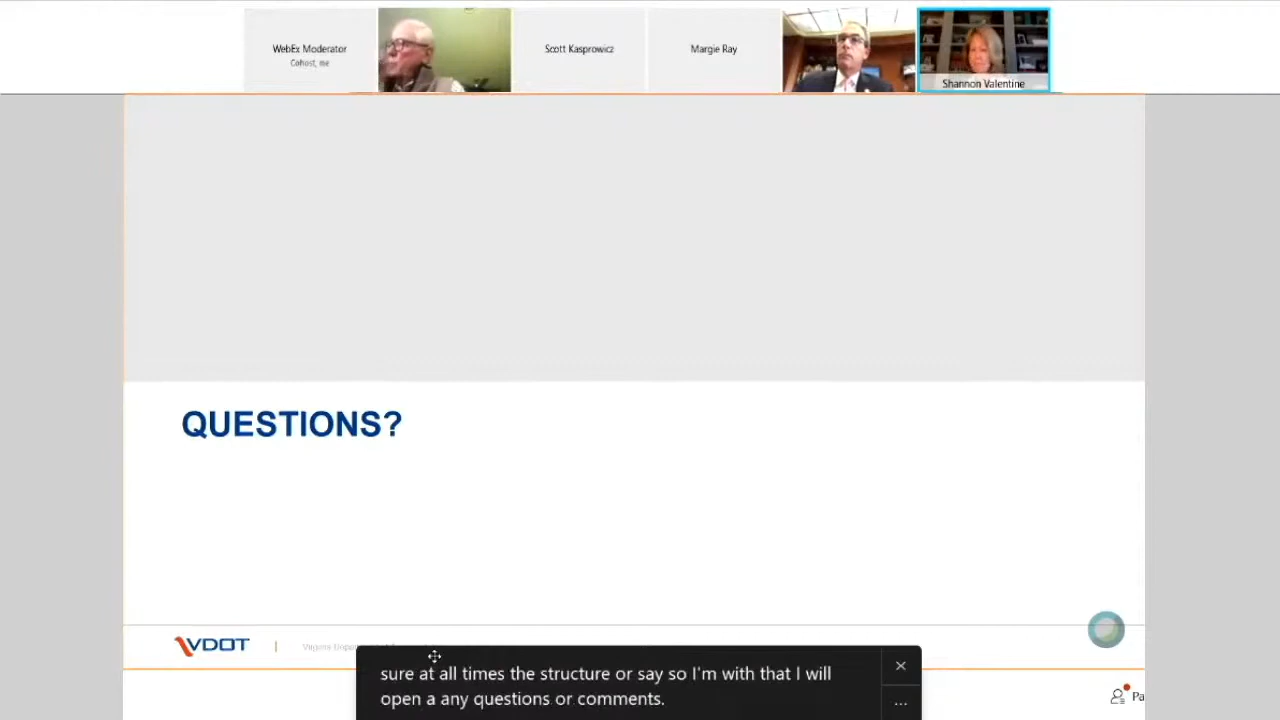 WebEx Moderator
Cohost, me
Scott Kasprowicz
Margie Ray
Shannon Valentine
QUESTIONS?
VDOT
sure at all times the structure or say so I'm with that I will
open a any questions or comments.
...
Pa